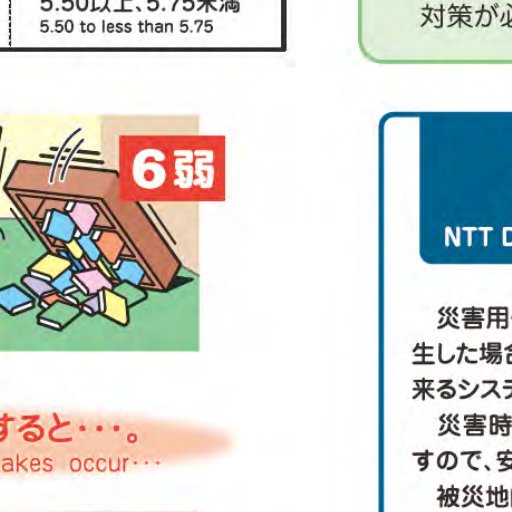 5.50以上、5.75未満
5.50 to less than 5.75
6弱
すると・・・。
akes occur・・・
対策が必
NTT D
災害用
生した場合
来るシステ
災害時
すので、安
被災地